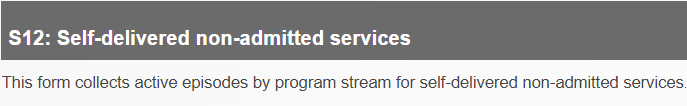 S12: Self-delivered non-admitted services
This form collects active episodes by program stream for self-delivered non-admitted services.